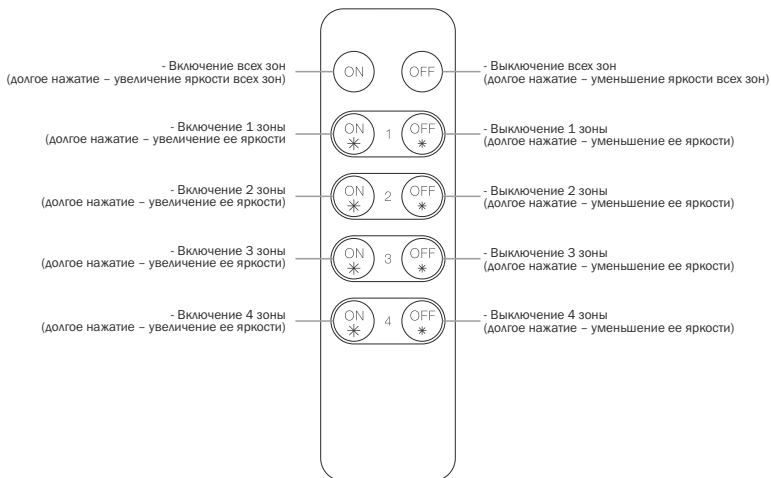 - Включение всех зон
(долгое нажатие – увеличение яркости всех зон)
ON
OFF
- Выключение всех зон
(долгое нажатие – уменьшение яркости всех зон)
- Включение 1 зоны
(долгое нажатие – увеличение ее яркости
ON
1
OFF
- Выключение 1 зоны
(долгое нажатие – уменьшение ее яркости)
- Включение 2 зоны
(долгое нажатие – увеличение ее яркости)
ON
2
OFF
- Выключение 2 зоны
(долгое нажатие – уменьшение ее яркости)
- Включение 3 зоны
(долгое нажатие – увеличение ее яркости)
ON
3
OFF
- Выключение 3 зоны
(долгое нажатие – уменьшение ее яркости)
- Включение 4 зоны
(долгое нажатие – увеличение ее яркости)
ON
4
OFF
- Выключение 4 зоны
(долгое нажатие – уменьшение ее яркости)